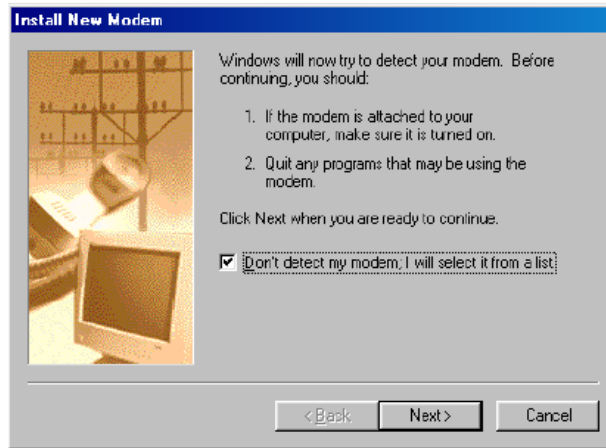 Install New Modem
Windows will now try to detect your modem. Before
continuing, you should:
1. If the modem is attached to your
computer, make sure it is turned on.
2. Quit any programs that may be using the
modem.
Click Next when you are ready to continue.
Don't detect my modem; I will select it from a list.
< Back
Next >
Cancel